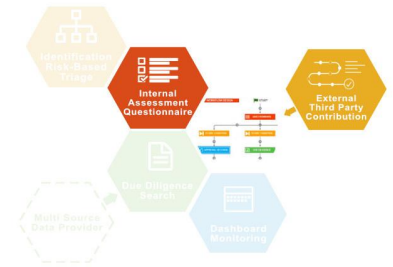 Identification
Risk-Based
Triage
Internal
Assessment
Questionnaire
START
External
Third Party
Contribution
Due Diligence
Search
Multi-Source
Data Provider
Dashboard
Monitoring